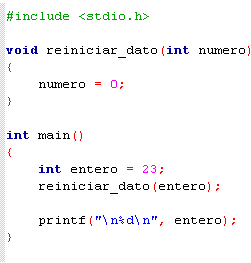 #include <stdio.h>
void reiniciar_dato(int numero)
{
numero = 0;
}
int main()
{
int entero = 23;
reiniciar_dato(entero);
printf("\n%d\n", entero);
}